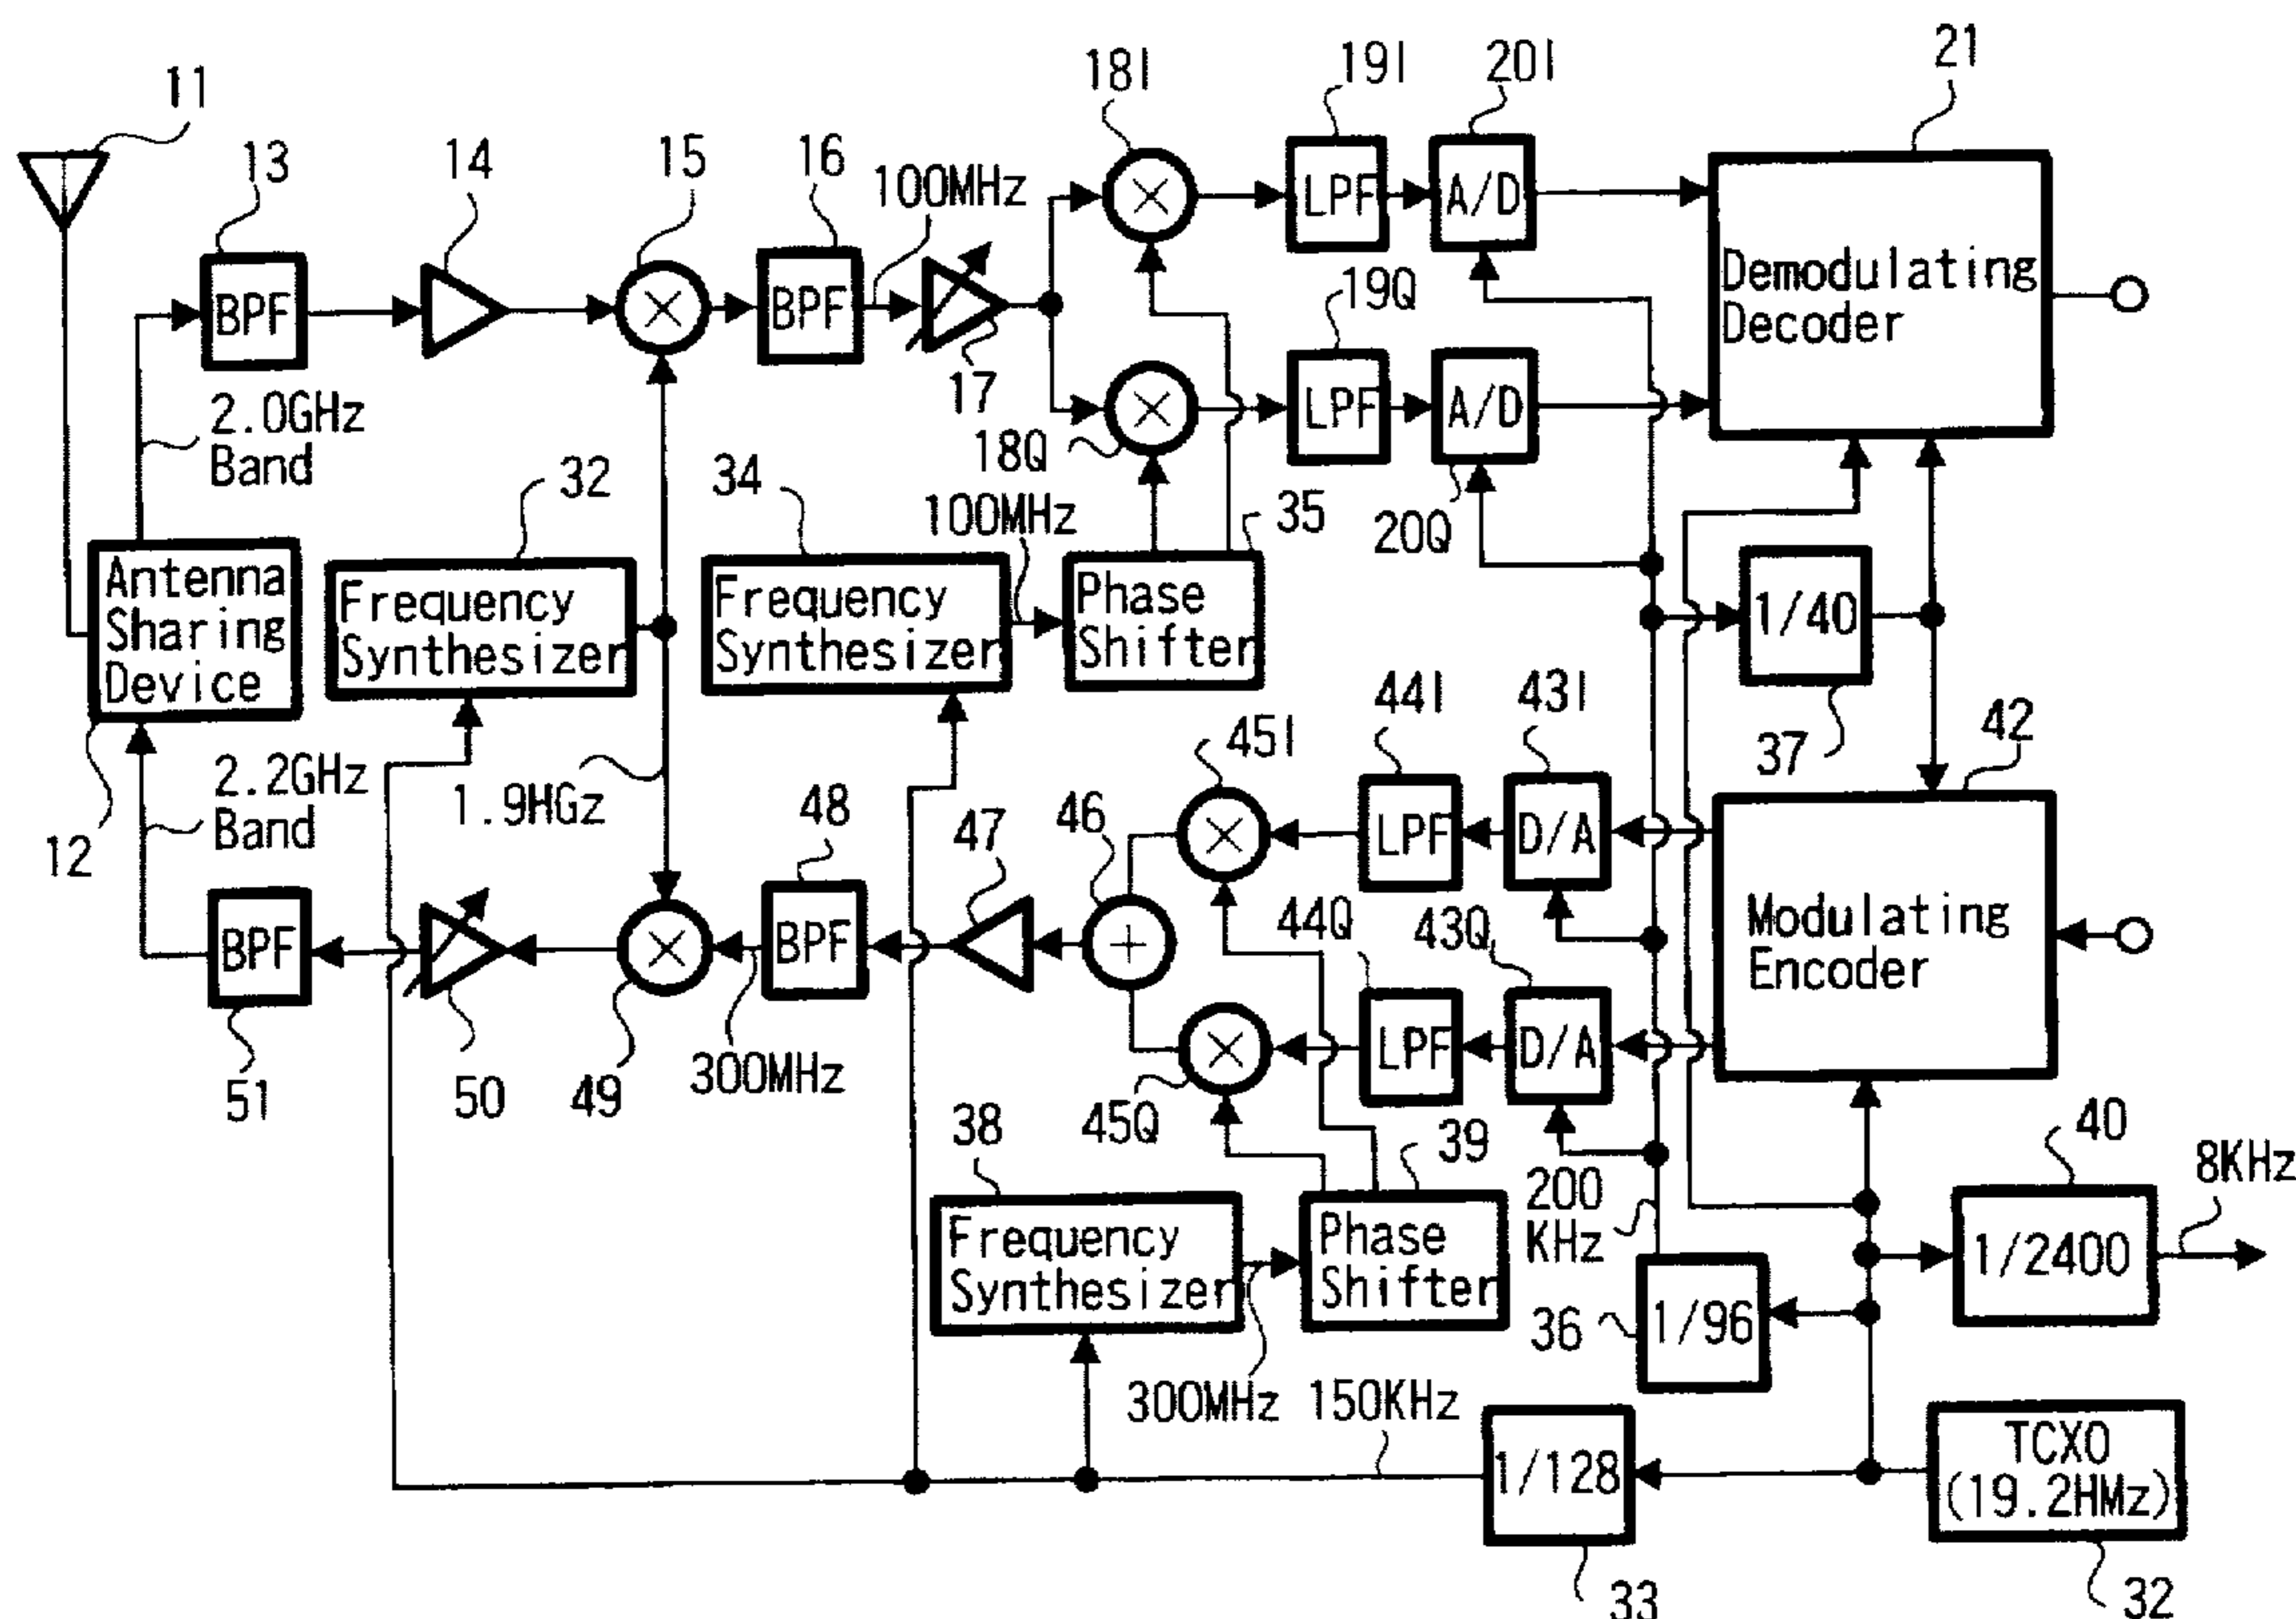 11
13
14
15
16
100MHz
18I
19I
20I
21
BPF
BPF
17
LPF
A/D
Demodulating
Decoder
19Q
18Q
LPF
A/D
20Q
2.0GHz
Band
32
34
100MHz
35
Antenna
Sharing
Device
12
Frequency
Synthesizer
Frequency
Synthesizer
Phase
Shifter
1/40
37
42
2.2GHz
Band
1.9HGz
48
47
46
45I
44I
43I
LPF
D/A
44Q
43Q
Modulating
Encoder
BPF
51
50
49
300MHz
BPF
45Q
LPF
D/A
38
39
40
8KHz
200
KHz
Frequency
Synthesizer
Phase
Shifter
1/2400
36
1/96
300MHz
150KHz
1/128
33
TCXO
(19.2HMz)
32